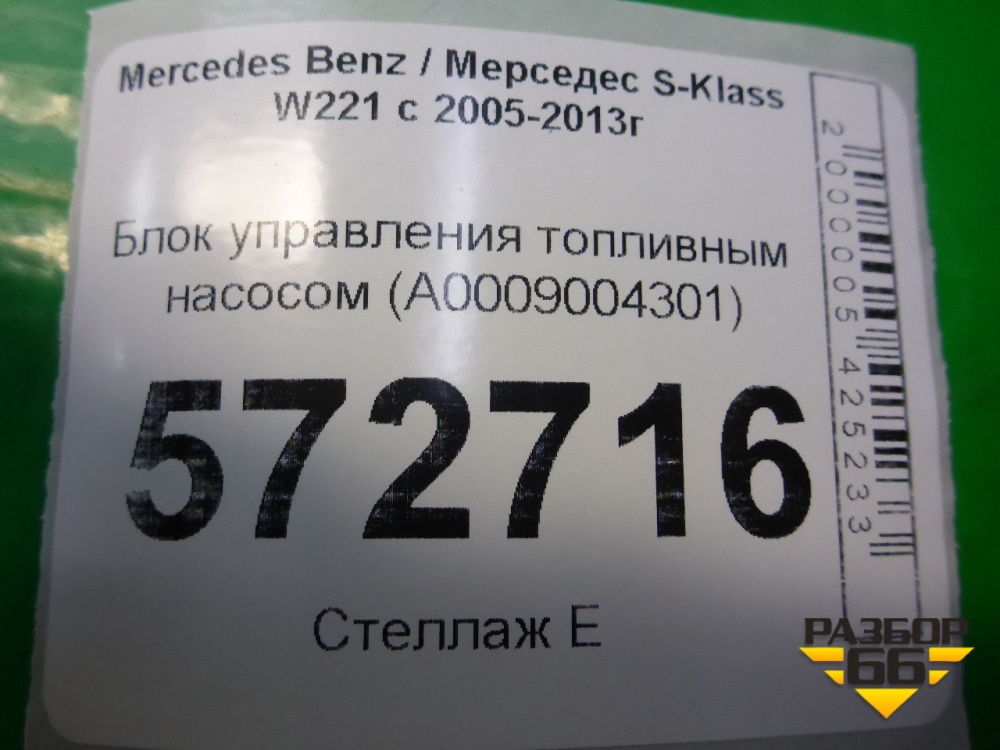 Mercedes Benz / Мерседес S-Klass
W221 с 2005-2013г
Блок управления топливным
насосом (A0009004301)
572716
Стеллаж Е
2000005425233
РАЗБОР
66